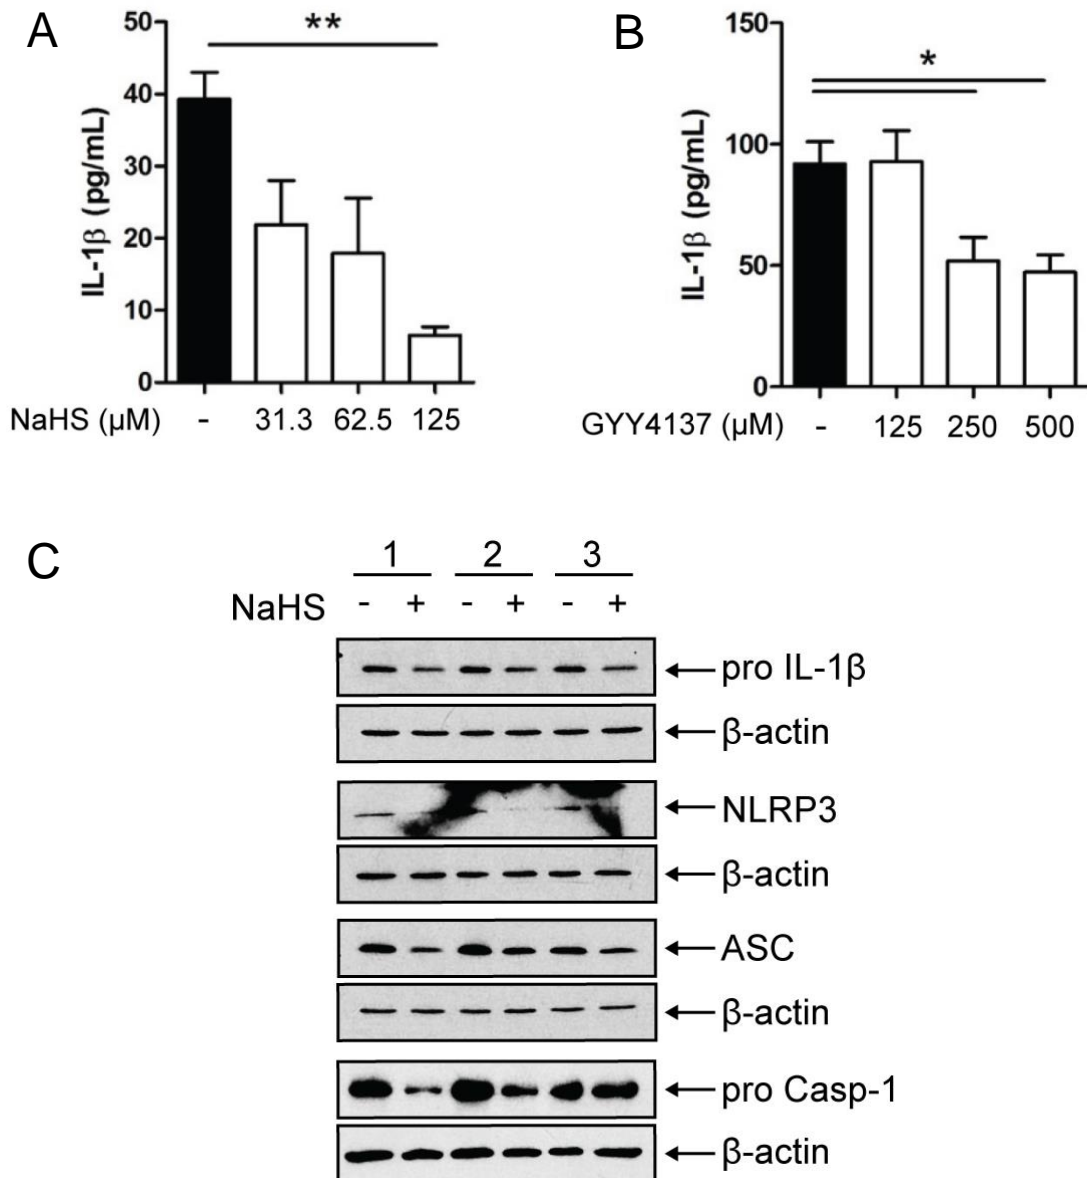 A
IL-1β (pg/mL)
50
40
30
20
10
0
**
NaHS (μM) - 31.3 62.5 125
B
IL-1β (pg/mL)
150
100
50
0
*
GYY4137 (μM) - 125 250 500
C
1 2 3
NaHS - + - + - +
pro IL-1β
β-actin
NLRP3
β-actin
ASC
β-actin
pro Casp-1
β-actin